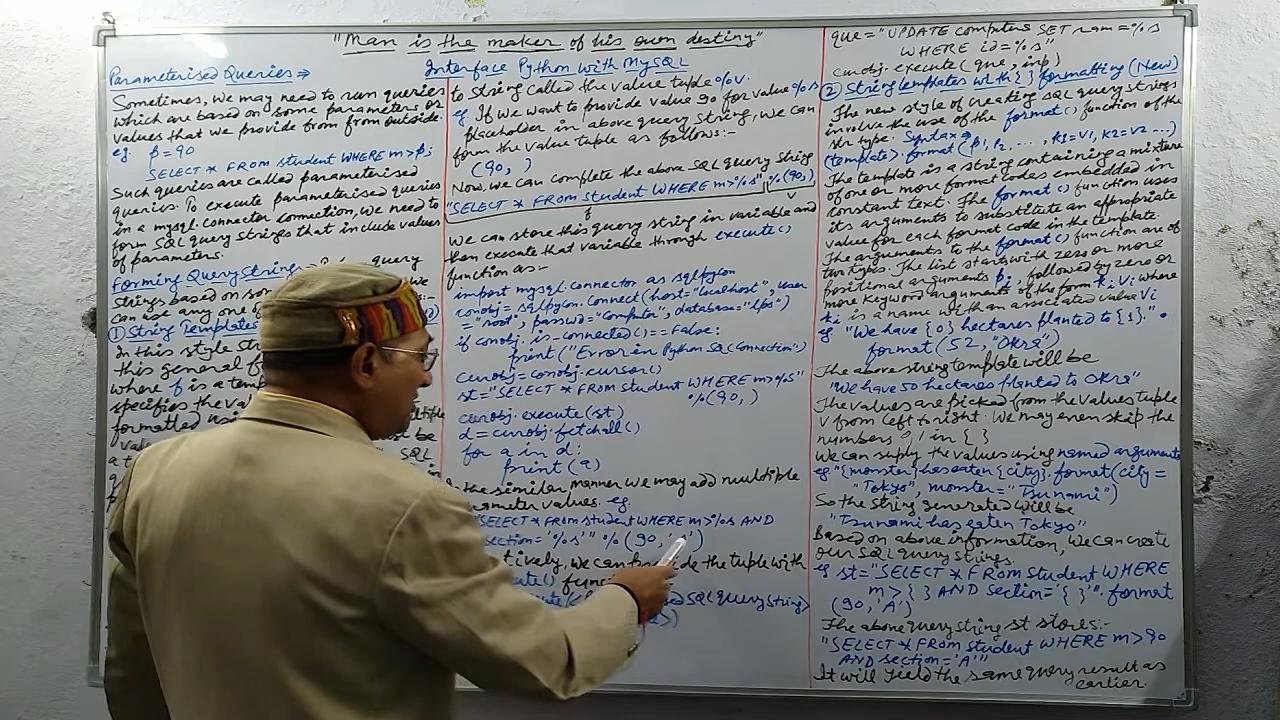 "Man is the maker of his own destiny"
Interface Python with MySQL
Parameterised Queries ⇒
Sometimes, we may need to run queries
which are based on some parameters or
values that we provide from from outside.
eg. p=90
SELECT * FROM student WHERE m>p;
Such queries are called parameterised
queries. To execute parameterised queries
in a mysql connector connection, we need to
form SQL query strings that include values
of parameters.
Forming Query Strings query
strings based on so we
can use any one of
① String Templates
In this style st
this general f
where f is a temp
specifies the va
formatted
val be
a t SQL
to string called the value tuple %v.
eg If we want to provide value 90 for value %s
placeholder in above query string, we can
form the value tuple as follows:-
(90, )
Now, we can complete the above SQL query string
"SELECT * FROM student WHERE m>%s" %(90,)
f v
We can store this query string in variable and
then execute that variable through execute()
function as:-
import mysql.connector as sqlpylon
conobj=sqlpylon.connect(host="localhost", user
="root", passwd="computer", database="lps")
if conobj.is_connected()==False:
print("Error in Python SQL Connection")
curobj=conobj.cursor()
st="SELECT * FROM student WHERE m>%s"
%(90, )
curobj.execute(st)
d=curobj.fetchall()
for a in d:
print(a)
the similar manner we may add multiple
meter values. eg
"SELECT * FROM student WHERE m>%s AND
section='%s'" %(90,'A')
tively, we can provide the tuple with
ute() func
ute( SQL query string>
que="UPDATE computers SET ram=%s
WHERE id=%s"
curobj.execute(que, inp)
② String templates with { } formatting (New)
The new style of creating SQL query strings
involve the use of the format() function of the
str type. Syntax
(template).format(p1, p2, ..., k1=v1, k2=v2 ...)
The template is a string containing a mixture
of one or more format codes embedded in
constant text. The format() function uses
its arguments to substitute an appropriate
value for each format code in the template.
The arguments to the format() function are of
two types. The list starts with zero or more
positional arguments pi, followed by zero or
more keyword arguments of the form ki=vi where
ki is a name with an associated value vi
eg "We have {0} hectares planted to {1}." .
format(52, "Okra")
The above string template will be
"We have 50 hectares planted to Okra"
The values are picked from the values tuple
v from left to right. We may even skip the
numbers 0,1 in { }
We can supply the values using named arguments
eg "{monster} has eaten {city}.format(city=
"Tokyo", monster="Tsunami")
So the string generated will be
"Tsunami has eaten Tokyo"
Based on above information, we can create
our SQL query strings.
eg st="SELECT * FROM student WHERE
m>{ } AND section='{ }'".format
(90,'A')
The above query string st stores:-
"SELECT * FROM student WHERE m>90
AND section='A'"
It will yield the same query result as
earlier